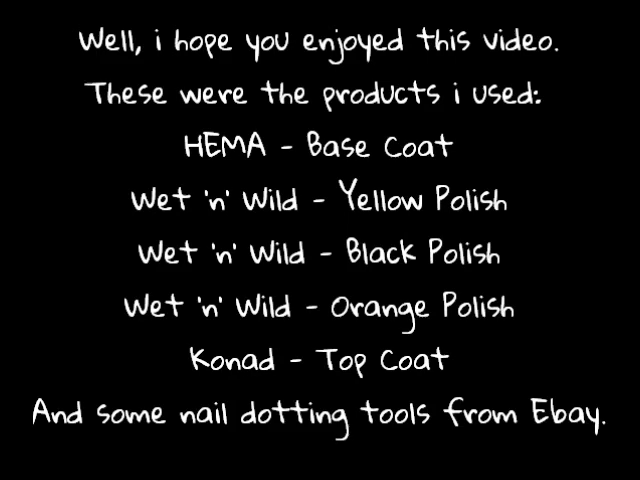 Well, i hope you enjoyed this video.
These were the products i used:
HEMA - Base Coat
Wet 'n' Wild - Yellow Polish
Wet 'n' Wild - Black Polish
Wet 'n' Wild - Orange Polish
Konad - Top Coat
And some nail dotting tools from Ebay.